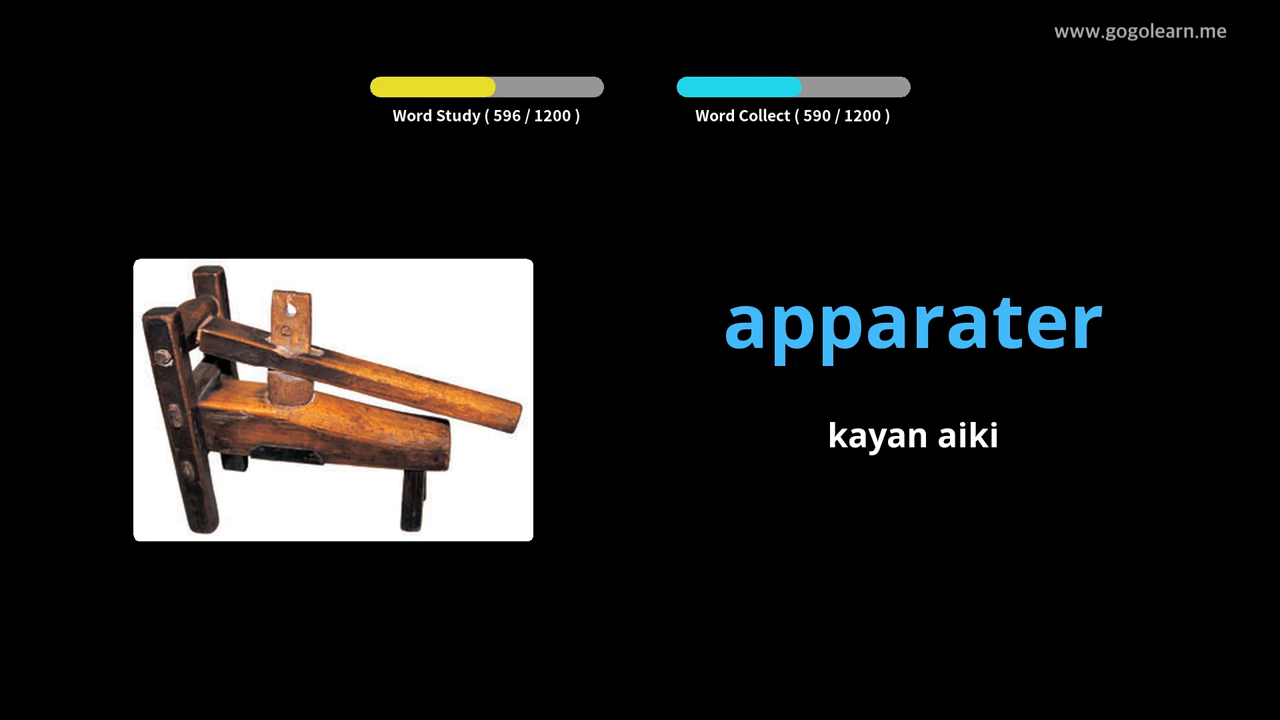 www.gogolearn.me
Word Study ( 596 / 1200 )
Word Collect ( 590 / 1200 )
apparater
kayan aiki